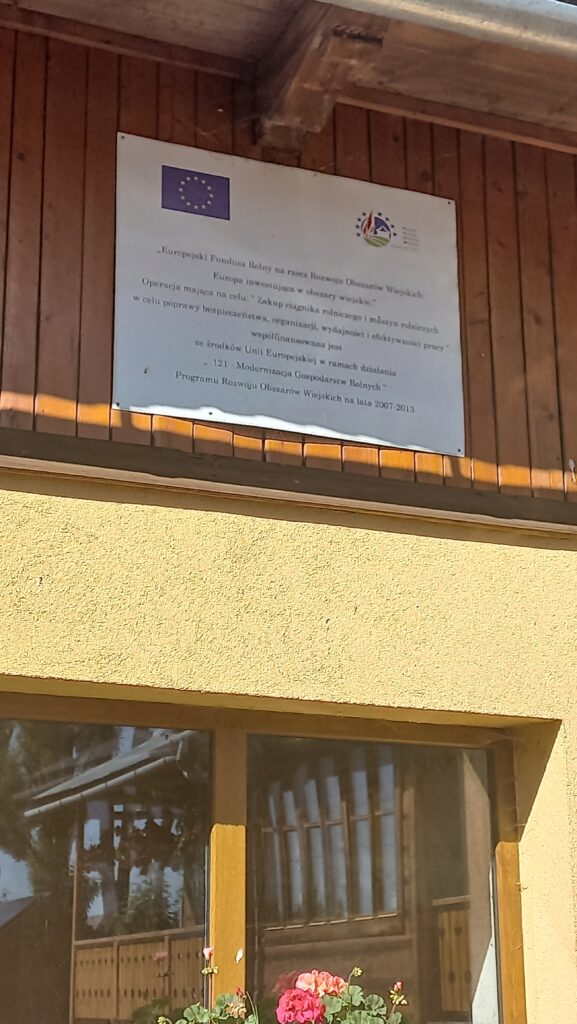 „Europejski Fundusz Rolny na rzecz Rozwoju Obszarów Wiejskich:
Europa inwestująca w obszary wiejskie."
Operacja mająca na celu: " Zakup ciągnika rolniczego i maszyn rolniczych
w celu poprawy bezpieczeństwa, organizacji, wydajności i efektywności pracy"
współfinansowana jest
ze środków Unii Europejskiej w ramach działania
„ 121 - Modernizacja Gospodarstw Rolnych "
Programu Rozwoju Obszarów Wiejskich na lata 2007-2013